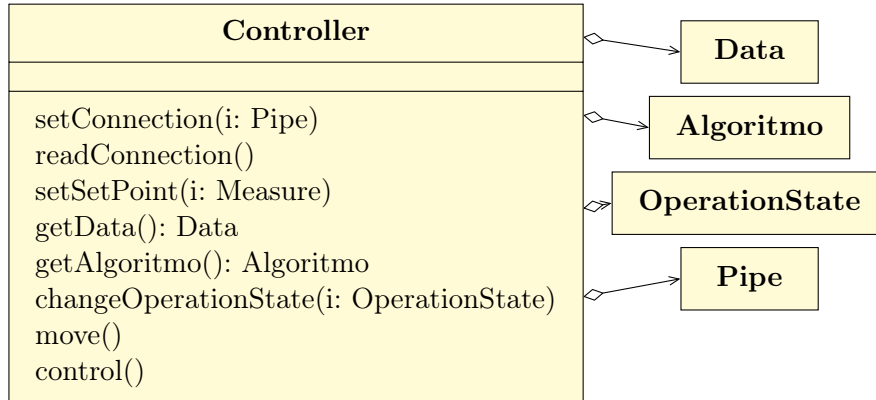 Controller
setConnection(i: Pipe)
readConnection()
setSetPoint(i: Measure)
getData(): Data
getAlgoritmo(): Algoritmo
changeOperationState(i: OperationState)
move()
control()
Data
Algoritmo
OperationState
Pipe